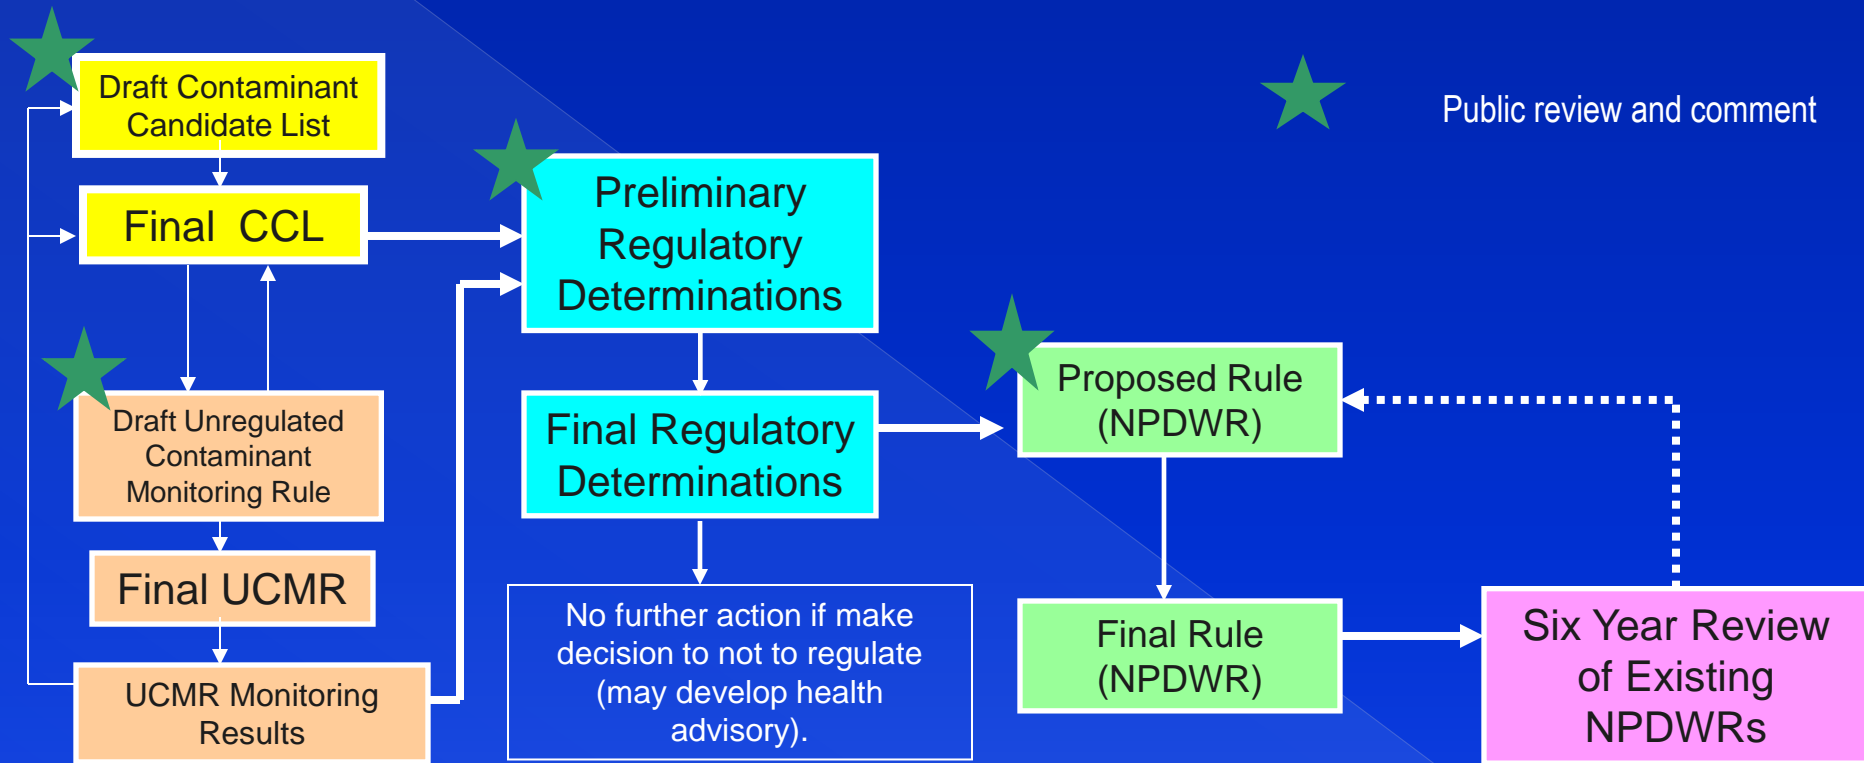 Draft Contaminant
Candidate List
Final CCL
Draft Unregulated
Contaminant
Monitoring Rule
Final UCMR
UCMR Monitoring
Results
Preliminary
Regulatory
Determinations
Final Regulatory
Determinations
No further action if make
decision to not to regulate
(may develop health
advisory).
Public review and comment
Proposed Rule
(NPDWR)
Final Rule
(NPDWR)
Six Year Review
of Existing
NPDWRs